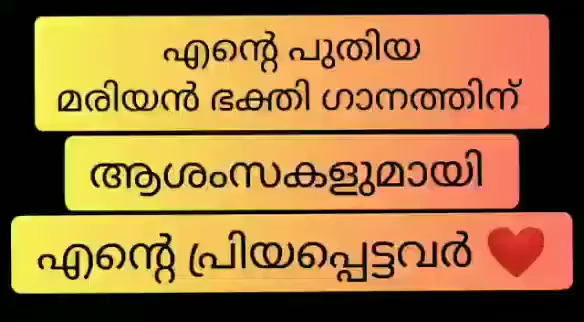 എന്റെ പുതിയ
മരിയൻ ഭക്തി ഗാനത്തിന്
ആശംസകളുമായി
എന്റെ പ്രിയപ്പെട്ടവർ ❤️